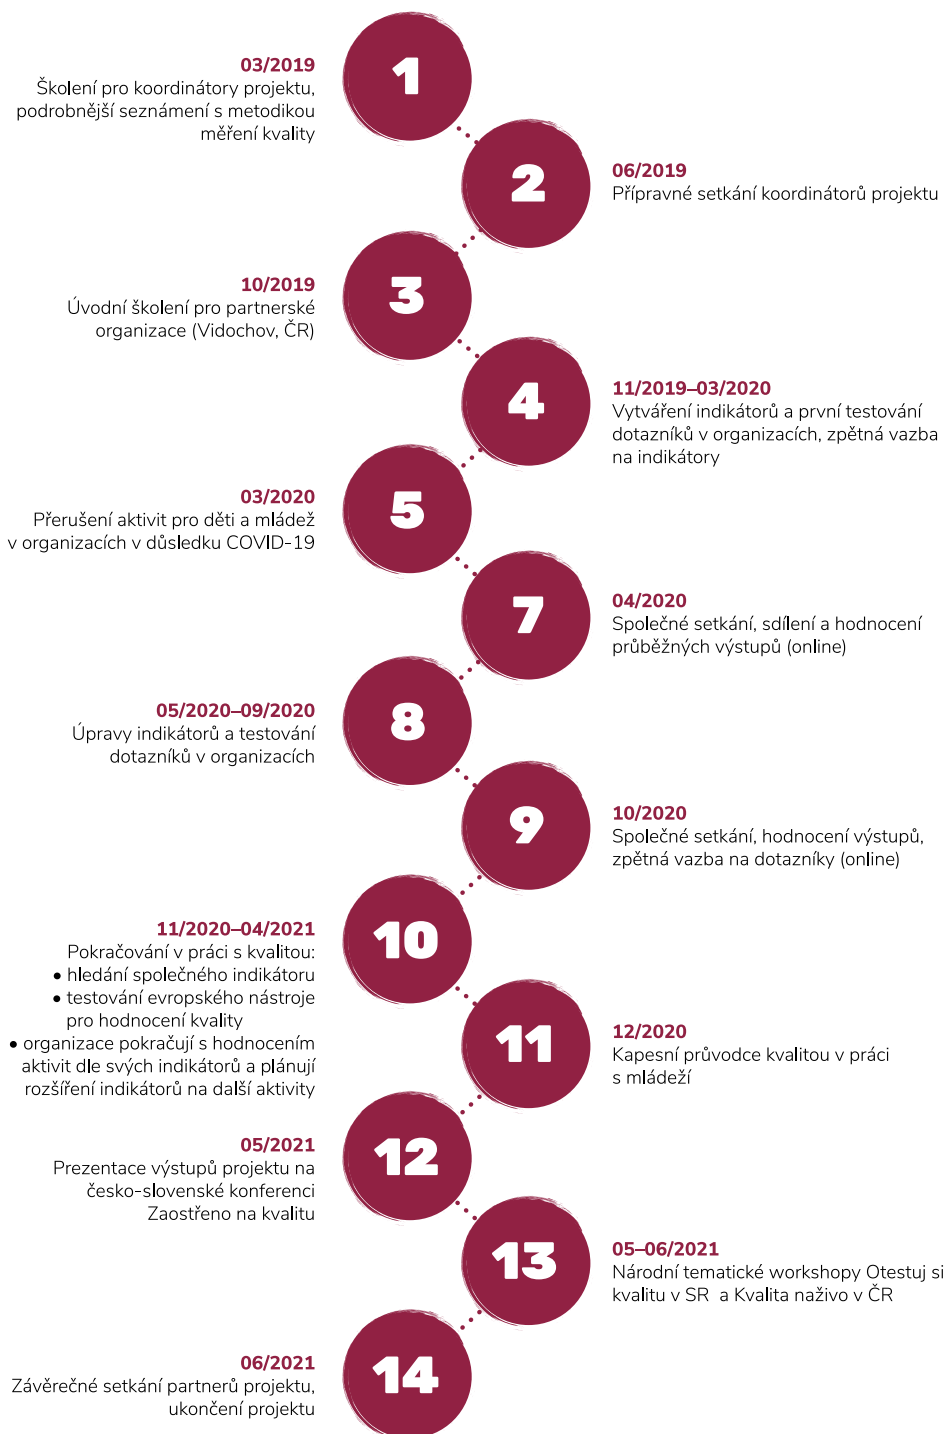 1
03/2019
Školení pro koordinátory projektu,
podrobnější seznámení s metodikou
měření kvality
2
06/2019
Přípravné setkání koordinátorů projektu
3
10/2019
Úvodní školení pro partnerské
organizace (Vidochov, ČR)
4
11/2019–03/2020
Vytváření indikátorů a první testování
dotazníků v organizacích, zpětná vazba
na indikátory
5
03/2020
Přerušení aktivit pro děti a mládež
v organizacích v důsledku COVID-19
7
04/2020
Společné setkání, sdílení a hodnocení
průběžných výstupů (online)
8
05/2020–09/2020
Úpravy indikátorů a testování
dotazníků v organizacích
9
10/2020
Společné setkání, hodnocení výstupů,
zpětná vazba na dotazníky (online)
10
11/2020–04/2021
Pokračování v práci s kvalitou:
• hledání společného indikátoru
• testování evropského nástroje
pro hodnocení kvality
• organizace pokračují s hodnocením
aktivit dle svých indikátorů a plánují
rozšíření indikátorů na další aktivity
11
12/2020
Kapesní průvodce kvalitou v práci
s mládeží
12
05/2021
Prezentace výstupů projektu na
česko-slovenské konferenci
Zaostřeno na kvalitu
13
05–06/2021
Národní tematické workshopy Otestuj si
kvalitu v SR a Kvalita naživo v ČR
14
06/2021
Závěrečné setkání partnerů projektu,
ukončení projektu